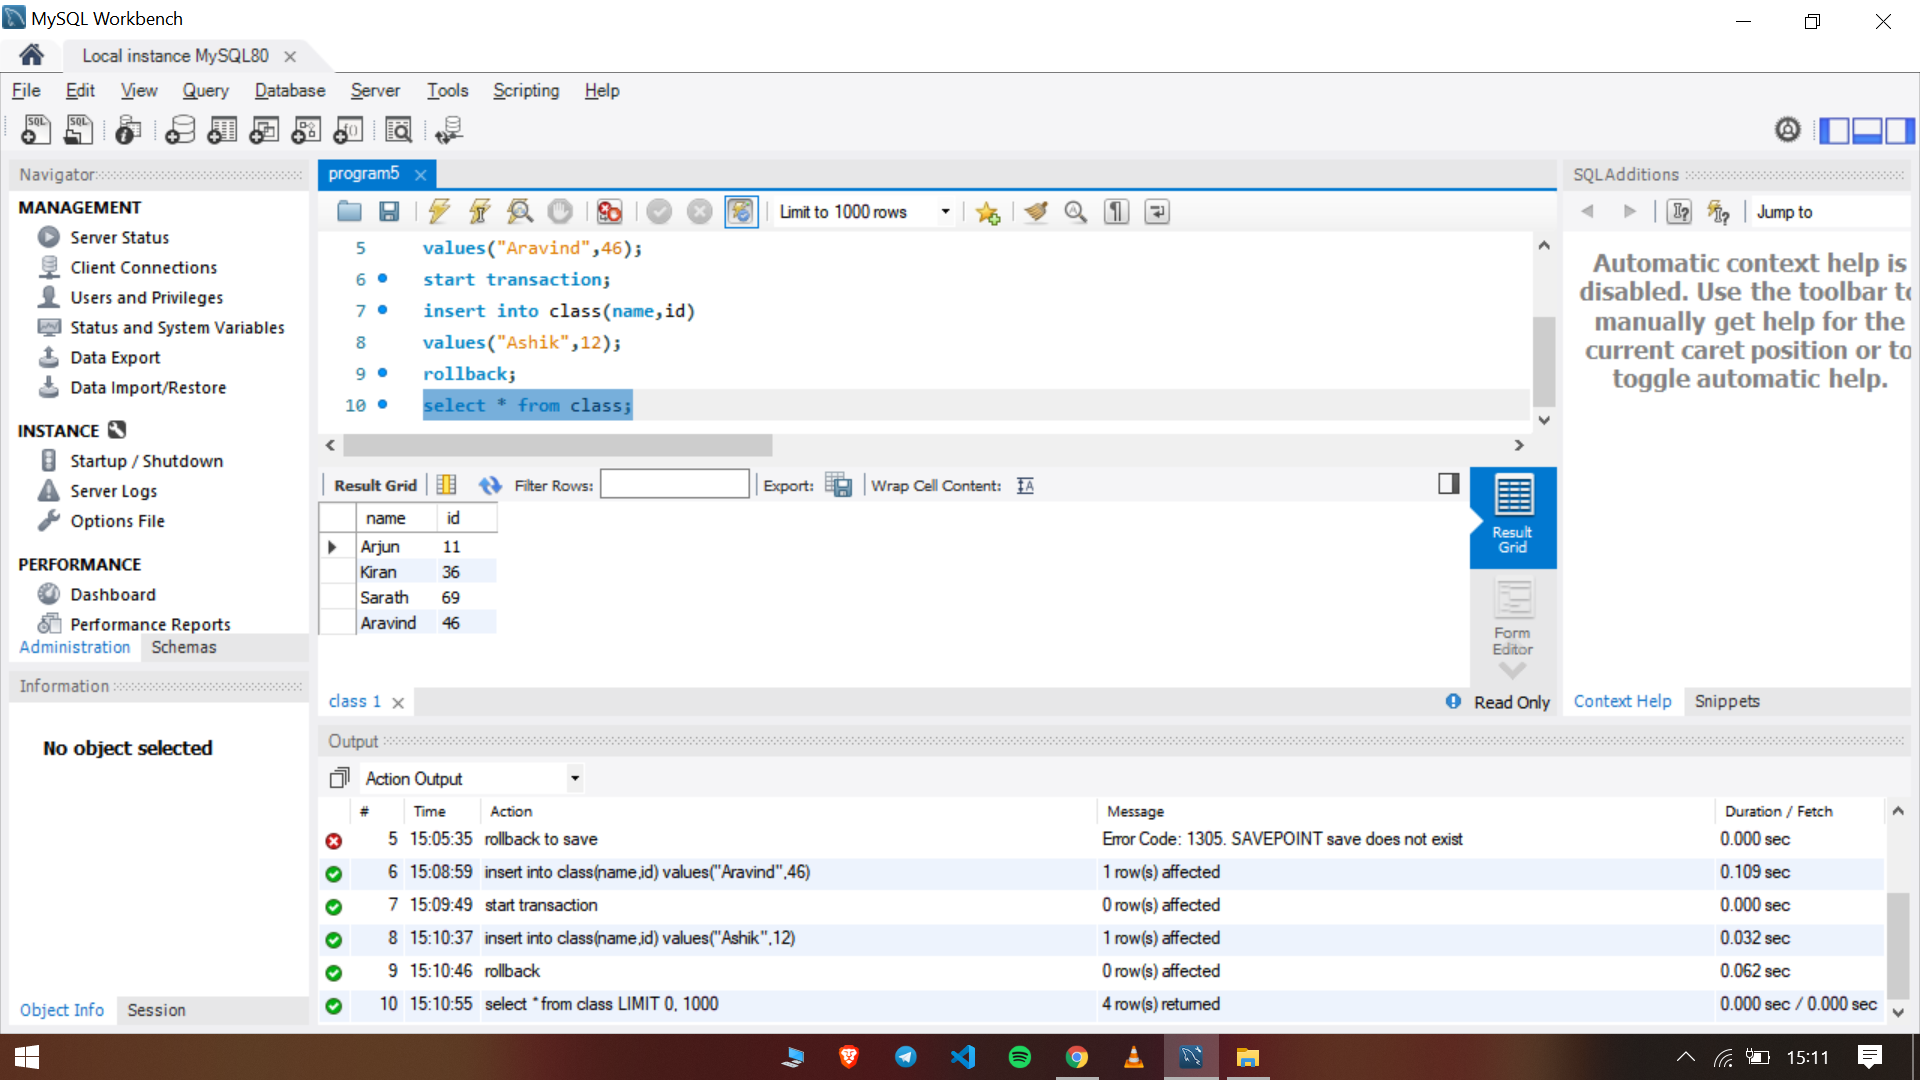 MySQL Workbench
Local instance MySQL80
File Edit View Query Database Server Tools Scripting Help
SQL SQL
Navigator
MANAGEMENT
Server Status
Client Connections
Users and Privileges
Status and System Variables
Data Export
Data Import/Restore
INSTANCE
Startup / Shutdown
Server Logs
Options File
PERFORMANCE
Dashboard
Performance Reports
Administration Schemas
Information
No object selected
Object Info Session
program5
Limit to 1000 rows
5 values("Aravind",46);
6 start transaction;
7 insert into class(name,id)
8 values("Ashik",12);
9 rollback;
10 select * from class;
Result Grid Filter Rows: Export: Wrap Cell Content:
name id
Arjun 11
Kiran 36
Sarath 69
Aravind 46
Result
Grid
Form
Editor
class 1
Read Only
SQLAdditions
Jump to
Automatic context help is
disabled. Use the toolbar to
manually get help for the
current caret position or to
toggle automatic help.
Context Help Snippets
Output
Action Output
# Time Action Message Duration / Fetch
5 15:05:35 rollback to save Error Code: 1305. SAVEPOINT save does not exist 0.000 sec
6 15:08:59 insert into class(name,id) values("Aravind",46) 1 row(s) affected 0.109 sec
7 15:09:49 start transaction 0 row(s) affected 0.000 sec
8 15:10:37 insert into class(name,id) values("Ashik",12) 1 row(s) affected 0.032 sec
9 15:10:46 rollback 0 row(s) affected 0.062 sec
10 15:10:55 select * from class LIMIT 0, 1000 4 row(s) returned 0.000 sec / 0.000 sec
15:11